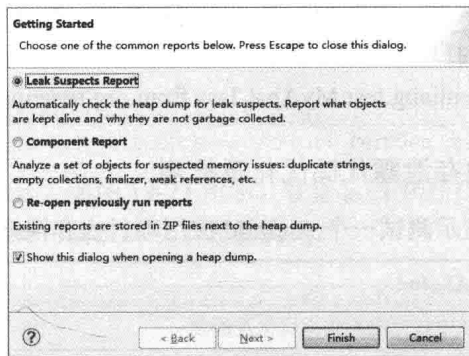 Getting Started
Choose one of the common reports below. Press Escape to close this dialog.
Leak Suspects Report
Automatically check the heap dump for leak suspects. Report what objects
are kept alive and why they are not garbage collected.
Component Report
Analyze a set of objects for suspected memory issues: duplicate strings,
empty collections, finalizer, weak references, etc.
Re-open previously run reports
Existing reports are stored in ZIP files next to the heap dump.
Show this dialog when opening a heap dump.
? < Back Next > Finish Cancel